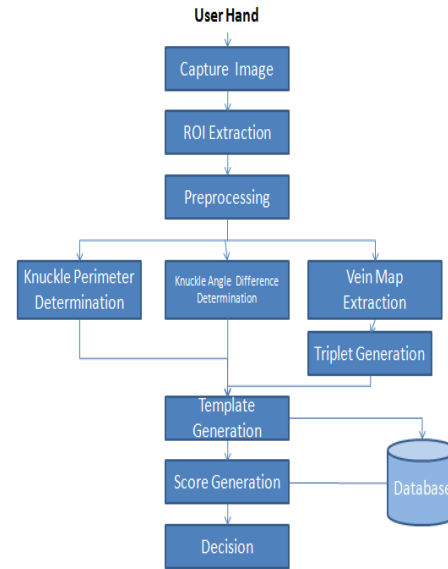 User Hand
Capture Image
ROI Extraction
Preprocessing
Knuckle Perimeter
Determination
Knuckle Angle Difference
Determination
Vein Map
Extraction
Triplet Generation
Template
Generation
Score Generation
Database
Decision